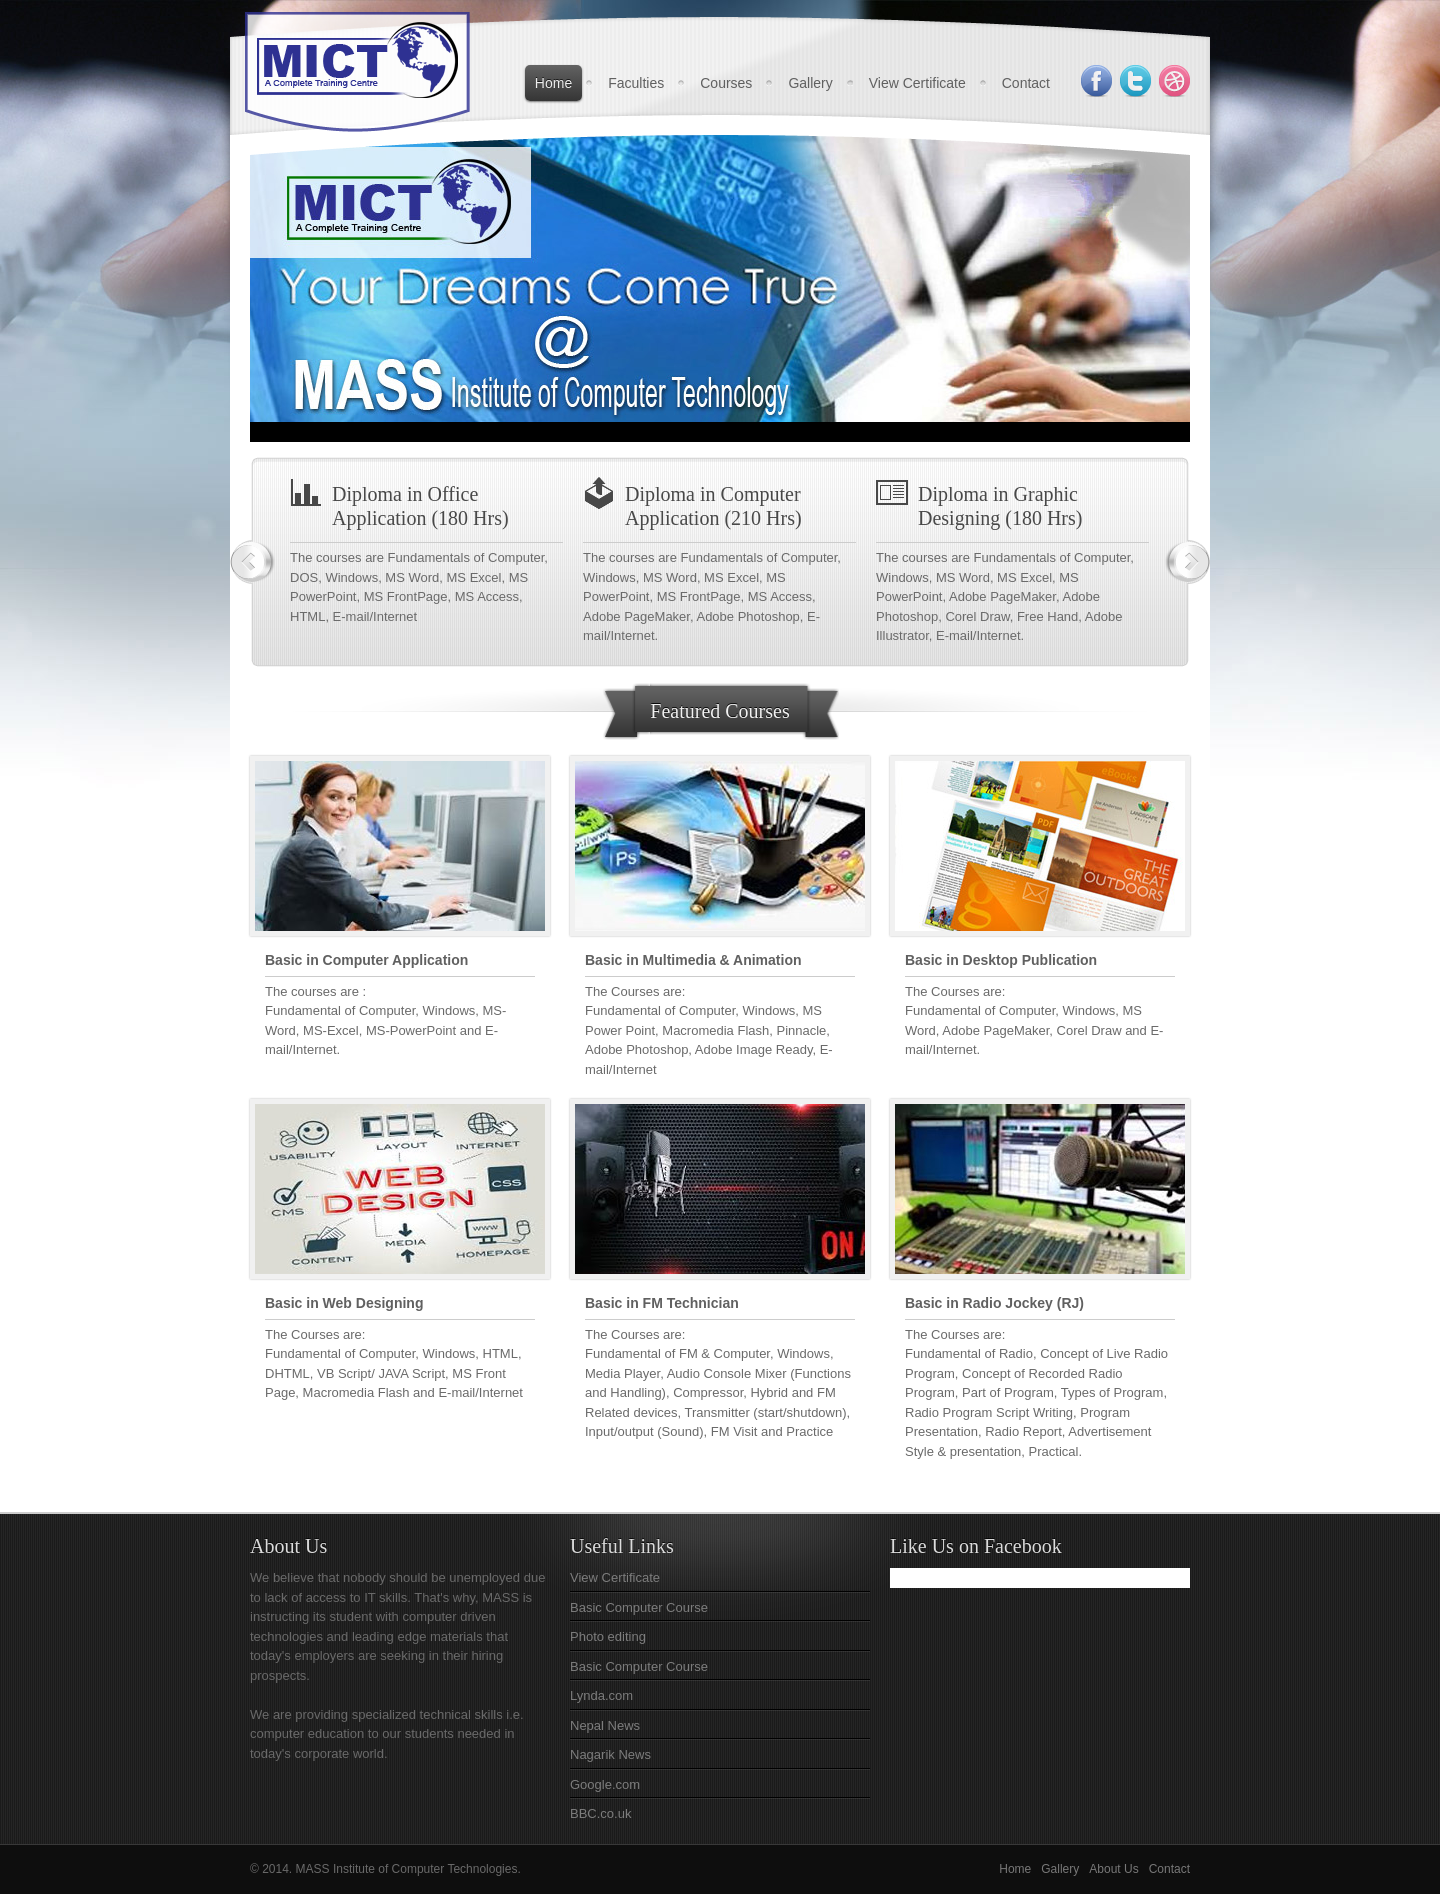 MICT
A Complete Training Centre
Home
Faculties
Courses
Gallery
View Certificate
Contact
MICT
A Complete Training Centre
Your Dreams Come True
@
MASS Institute of Computer Technology
Diploma in Office
Application (180 Hrs)
The courses are Fundamentals of Computer,
DOS, Windows, MS Word, MS Excel, MS
PowerPoint, MS FrontPage, MS Access,
HTML, E-mail/Internet
Diploma in Computer
Application (210 Hrs)
The courses are Fundamentals of Computer,
Windows, MS Word, MS Excel, MS
PowerPoint, MS FrontPage, MS Access,
Adobe PageMaker, Adobe Photoshop, E-
mail/Internet.
Diploma in Graphic
Designing (180 Hrs)
The courses are Fundamentals of Computer,
Windows, MS Word, MS Excel, MS
PowerPoint, Adobe PageMaker, Adobe
Photoshop, Corel Draw, Free Hand, Adobe
Illustrator, E-mail/Internet.
Featured Courses
Ps
eBooks
PDF
LANDSCAPE
THE
GREAT
OUTDOORS
g
Basic in Computer Application
The courses are :
Fundamental of Computer, Windows, MS-
Word, MS-Excel, MS-PowerPoint and E-
mail/Internet.
Basic in Multimedia & Animation
The Courses are:
Fundamental of Computer, Windows, MS
Power Point, Macromedia Flash, Pinnacle,
Adobe Photoshop, Adobe Image Ready, E-
mail/Internet
Basic in Desktop Publication
The Courses are:
Fundamental of Computer, Windows, MS
Word, Adobe PageMaker, Corel Draw and E-
mail/Internet.
USABILITY
LAYOUT
INTERNET
WEB
DESIGN
CSS
CMS
MEDIA
WWW
CONTENT
HOMEPAGE
ON A
Basic in Web Designing
The Courses are:
Fundamental of Computer, Windows, HTML,
DHTML, VB Script/ JAVA Script, MS Front
Page, Macromedia Flash and E-mail/Internet
Basic in FM Technician
The Courses are:
Fundamental of FM & Computer, Windows,
Media Player, Audio Console Mixer (Functions
and Handling), Compressor, Hybrid and FM
Related devices, Transmitter (start/shutdown),
Input/output (Sound), FM Visit and Practice
Basic in Radio Jockey (RJ)
The Courses are:
Fundamental of Radio, Concept of Live Radio
Program, Concept of Recorded Radio
Program, Part of Program, Types of Program,
Radio Program Script Writing, Program
Presentation, Radio Report, Advertisement
Style & presentation, Practical.
About Us
We believe that nobody should be unemployed due
to lack of access to IT skills. That's why, MASS is
instructing its student with computer driven
technologies and leading edge materials that
today's employers are seeking in their hiring
prospects.
We are providing specialized technical skills i.e.
computer education to our students needed in
today's corporate world.
Useful Links
View Certificate
Basic Computer Course
Photo editing
Basic Computer Course
Lynda.com
Nepal News
Nagarik News
Google.com
BBC.co.uk
Like Us on Facebook
© 2014. MASS Institute of Computer Technologies.
Home
Gallery
About Us
Contact